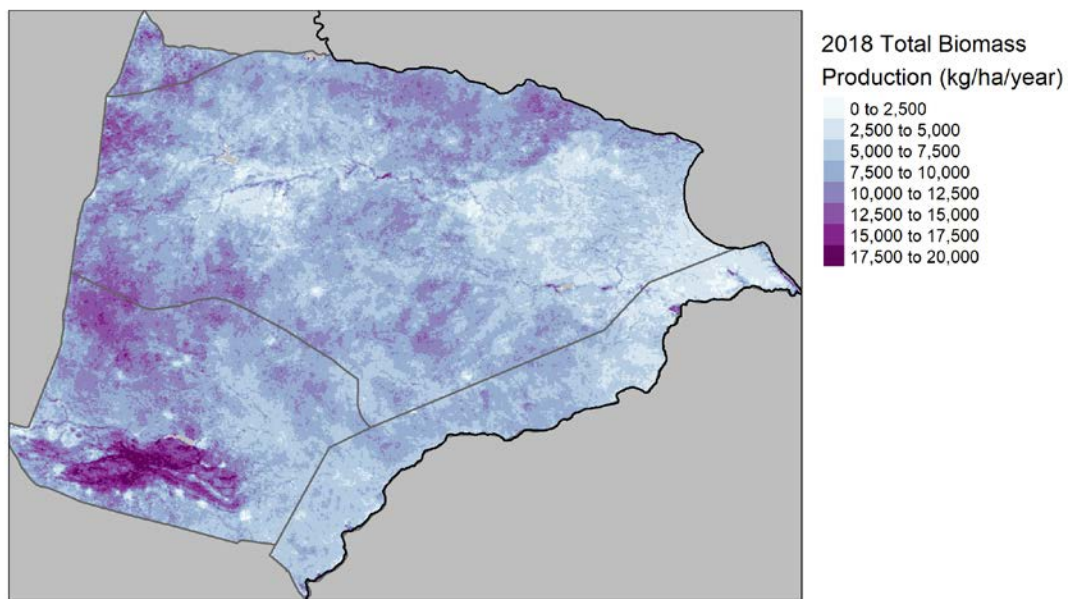 2018 Total Biomass
Production (kg/ha/year)
0 to 2,500
2,500 to 5,000
5,000 to 7,500
7,500 to 10,000
10,000 to 12,500
12,500 to 15,000
15,000 to 17,500
17,500 to 20,000